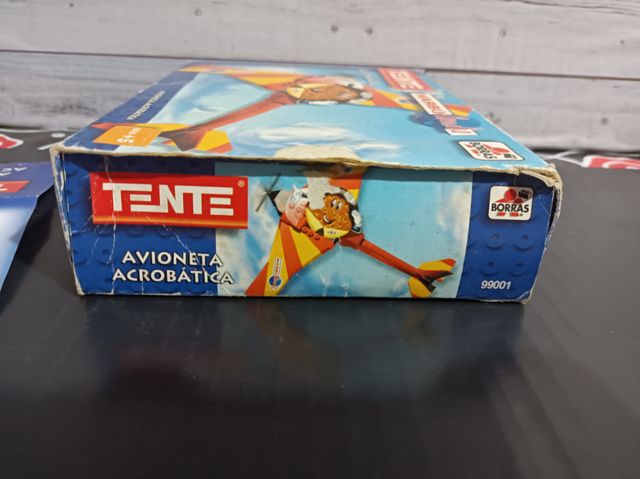 TENTE
BORRAS
TENTE®
AVIONETA
ACROBÁTICA
BORRAS
99001